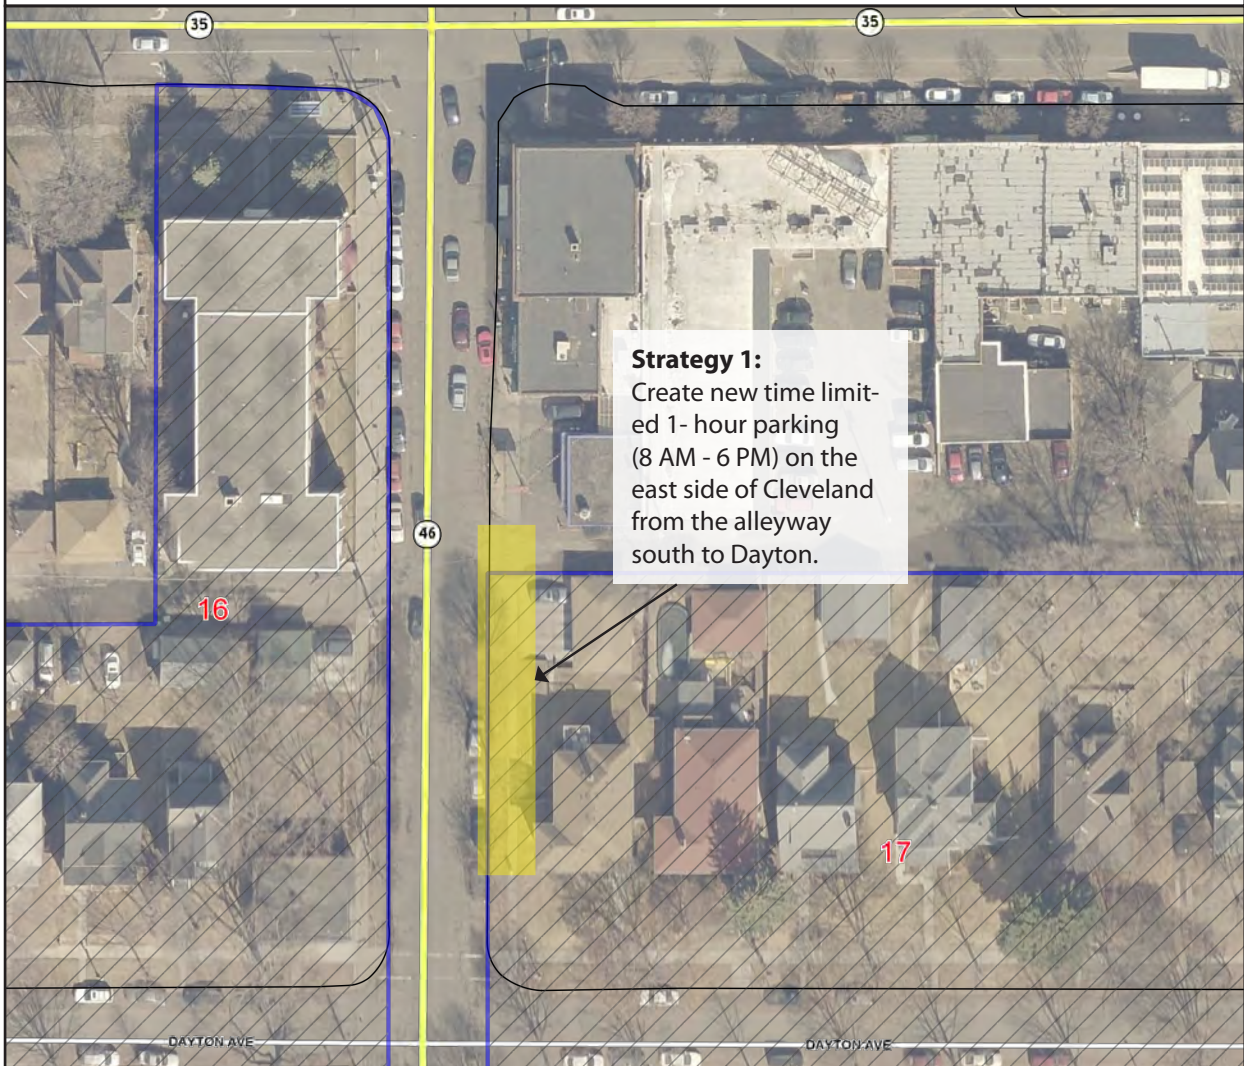 35
35
Strategy 1:
Create new time limit-
ed 1- hour parking
(8 AM - 6 PM) on the
east side of Cleveland
from the alleyway
south to Dayton.
46
16
17
DAYTON AVE
DAYTON AVE